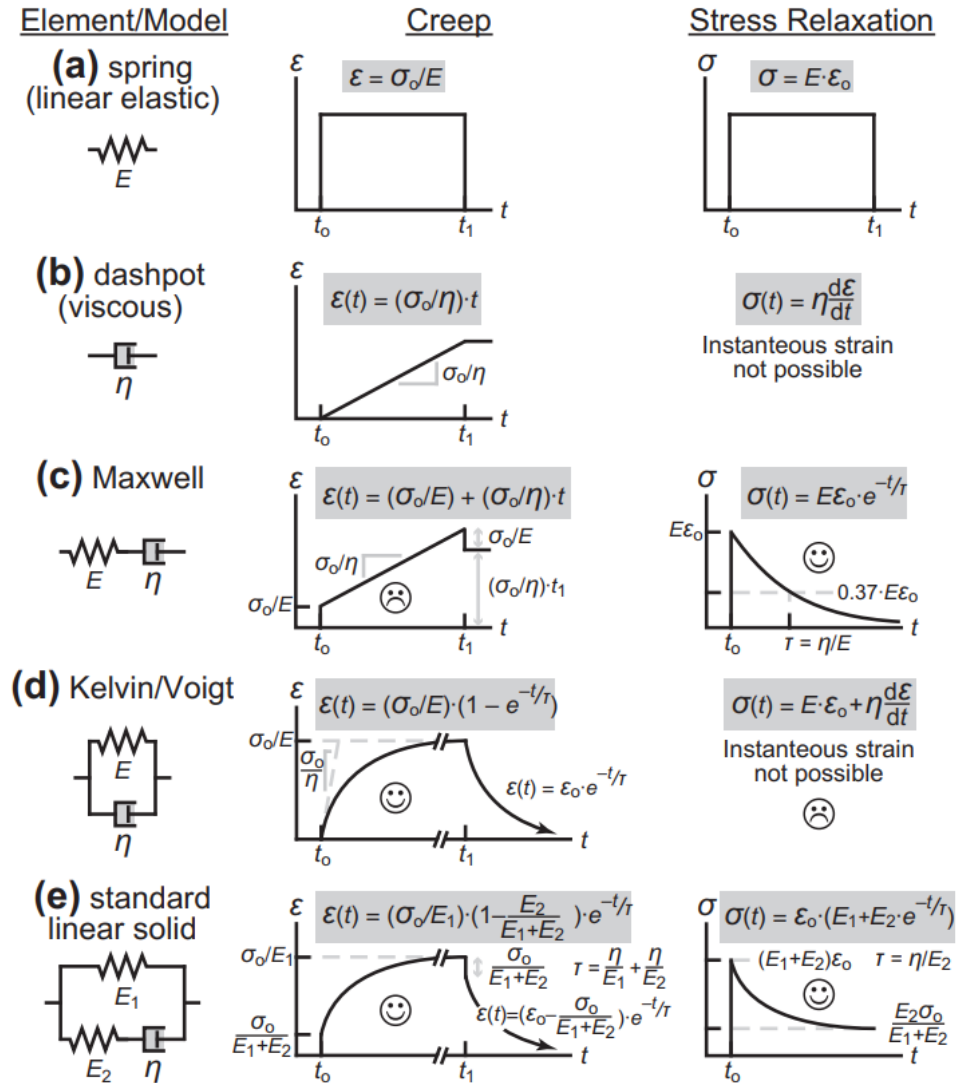 Element/Model Creep Stress Relaxation
(a) spring
(linear elastic)
E
ε
ε = σo/E
to t1 t
σ
σ = E·εo
to t1 t
(b) dashpot
(viscous)
η
ε
ε(t) = (σo/η)·t
σo/η
to t1 t
σ(t) = η dε/dt
Instanteous strain
not possible
(c) Maxwell
E η
ε
ε(t) = (σo/E) + (σo/η)·t
σo/η
σo/E
(σo/η)·t1
σo/E
to t1 t
σ
σ(t) = Eεo·e^−t/τ
Eεo
0.37·Eεo
to τ = η/E t
(d) Kelvin/Voigt
E
η
ε
ε(t) = (σo/E)·(1 − e^−t/τ)
σo/E
σo/η
ε(t) = εo·e^−t/τ
to t1 t
σ(t) = E·εo+η dε/dt
Instanteous strain
not possible
(e) standard
linear solid
E1
E2 η
ε
ε(t) = (σo/E1)·(1−E2/(E1+E2))·e^−t/τ
σo/E1
σo/(E1+E2) τ = η/E1 + η/E2
ε(t)=(εo−σo/(E1+E2))·e^−t/τ
σo/(E1+E2)
to t1 t
σ
σ(t) = εo·(E1+E2·e^−t/τ)
(E1+E2)εo τ = η/E2
E2σo/(E1+E2)
to t